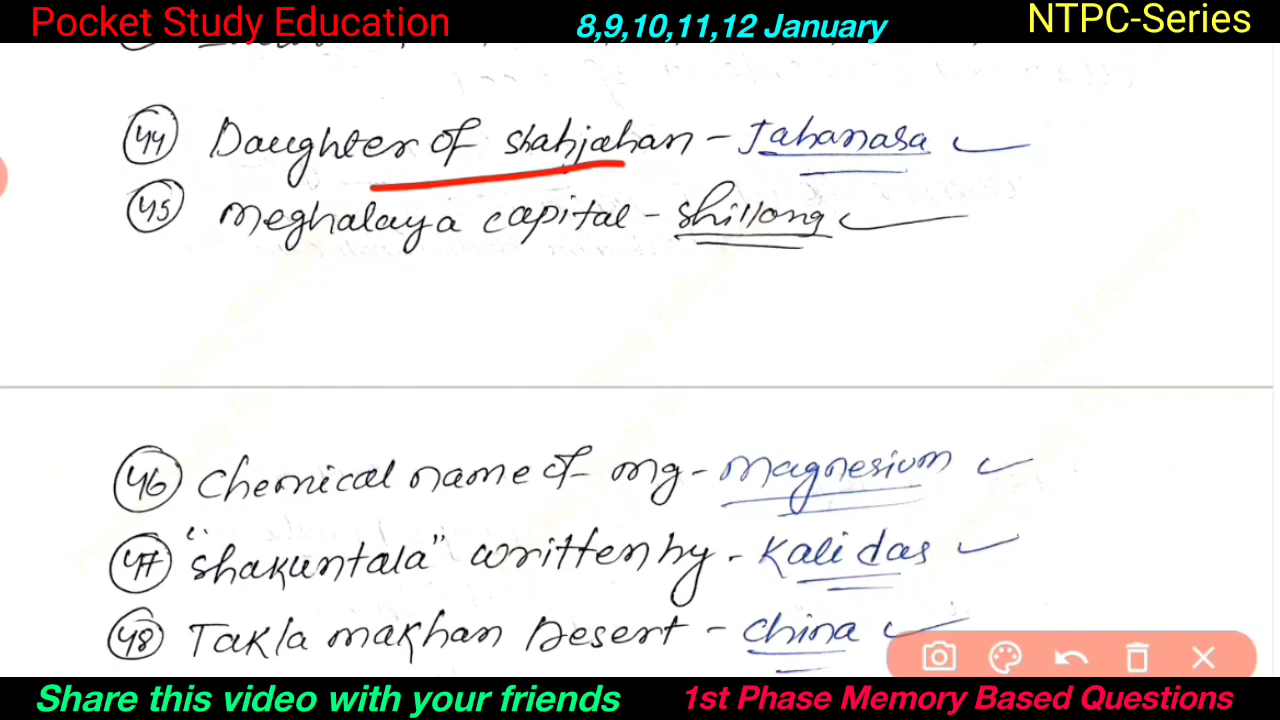 Pocket Study Education
8,9,10,11,12 January
NTPC-Series
44 Daughter of Shahjahan - Jahanara
45 Meghalaya capital - Shillong
46 Chemical name of mg - Magnesium
47 "Shakuntala" written by - Kali das
48 Takla makhan Desert - China
Share this video with your friends
1st Phase Memory Based Questions